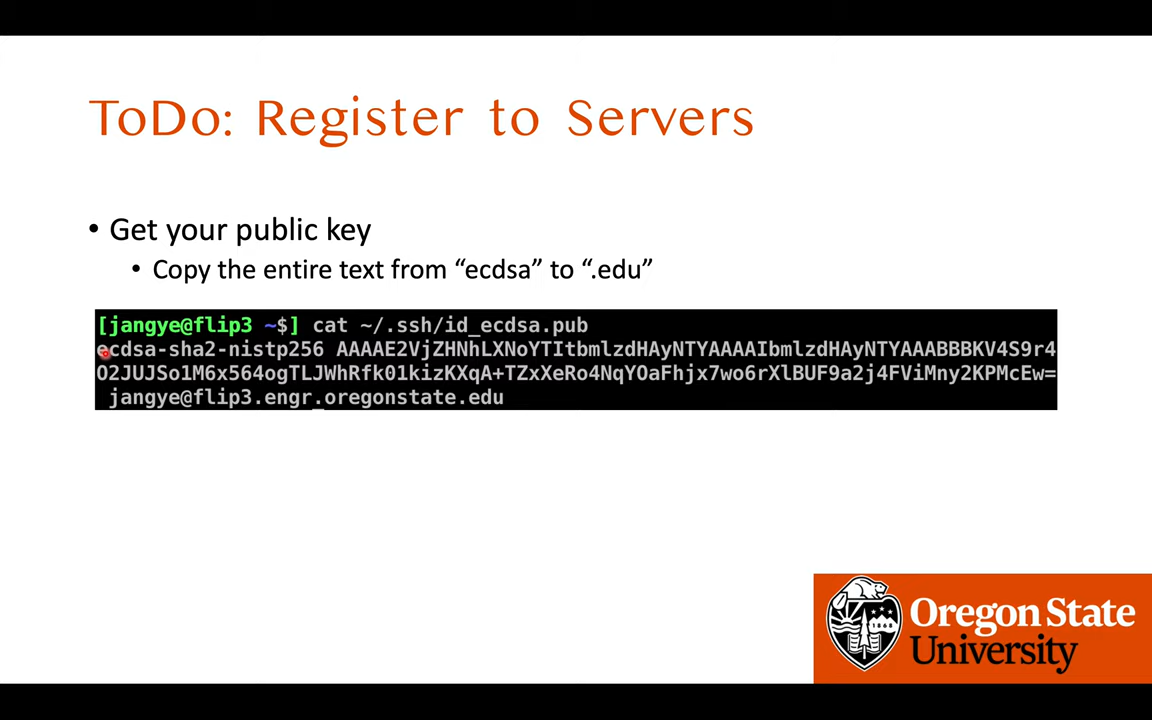 ToDo: Register to Servers
• Get your public key
• Copy the entire text from “ecdsa” to “.edu”
[jangye@flip3 ~$] cat ~/.ssh/id_ecdsa.pub
ecdsa-sha2-nistp256 AAAAE2VjZHNhLXNoYTItbmlzdHAyNTYAAAAIbmlzdHAyNTYAAABBBKV4S9r4
O2JUJSo1M6x564ogTLJWhRfk01kizKXqA+TZxXeRo4NqYOaFhjx7wo6rXlBUF9a2j4FViMny2KPMcEw=
jangye@flip3.engr.oregonstate.edu
Oregon State
University